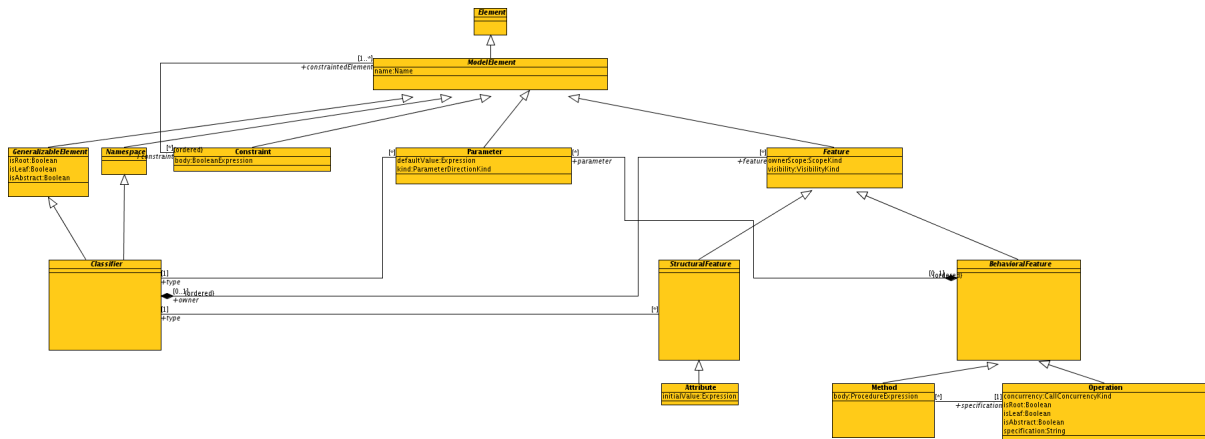 Element
[1..*]
+constraintedElement
ModelElement
name:Name
GeneralizableElement
isRoot:Boolean
isLeaf:Boolean
isAbstract:Boolean
Namespace
[*]
(ordered)
+constraint
Constraint
body:BooleanExpression
[*]
Parameter
defaultValue:Expression
kind:ParameterDirectionKind
[*]
+parameter
[*]
+feature
Feature
ownerScope:ScopeKind
visibility:VisibilityKind
Classifier
[1]
+type
[0..1]
(ordered)
+owner
[1]
+type
[*]
StructuralFeature
[0..1]
(ordered)
BehavioralFeature
Attribute
initialValue:Expression
Method
body:ProcedureExpression
[*]
+specification
[1]
Operation
concurrency:CallConcurrencyKind
isRoot:Boolean
isLeaf:Boolean
isAbstract:Boolean
specification:String